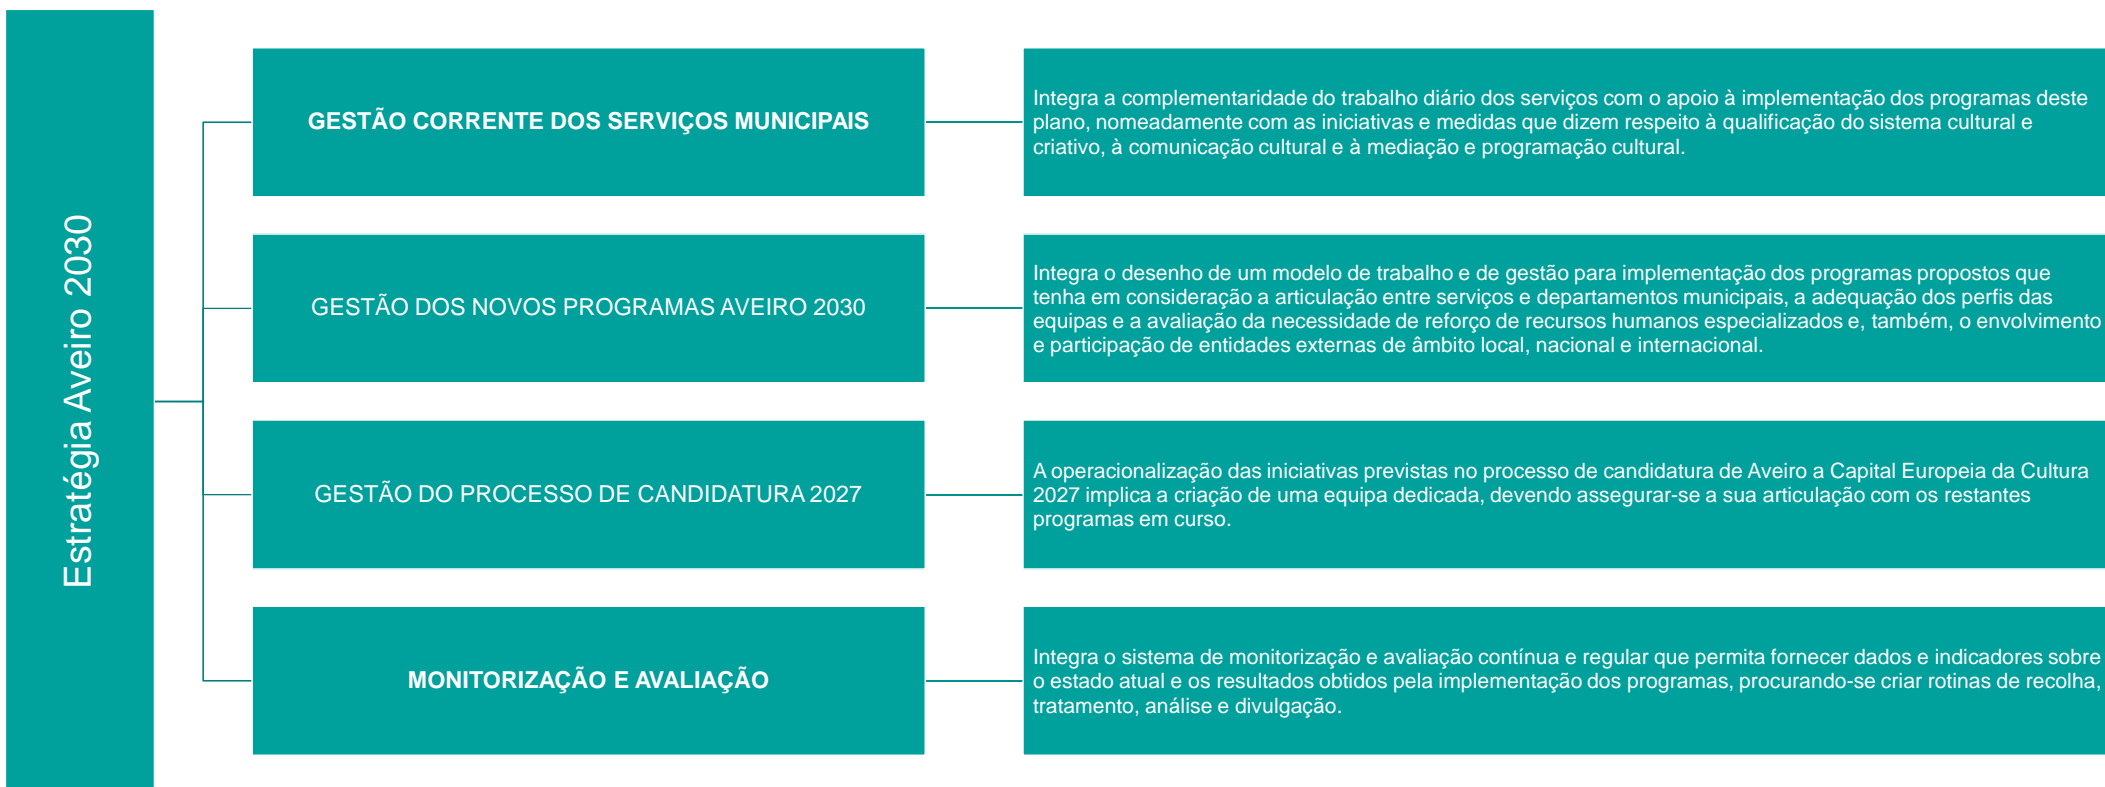 Estratégia Aveiro 2030
GESTÃO CORRENTE DOS SERVIÇOS MUNICIPAIS
Integra a complementaridade do trabalho diário dos serviços com o apoio à implementação dos programas deste
plano, nomeadamente com as iniciativas e medidas que dizem respeito à qualificação do sistema cultural e
criativo, à comunicação cultural e à mediação e programação cultural.
GESTÃO DOS NOVOS PROGRAMAS AVEIRO 2030
Integra o desenho de um modelo de trabalho e de gestão para implementação dos programas propostos que
tenha em consideração a articulação entre serviços e departamentos municipais, a adequação dos perfis das
equipas e a avaliação da necessidade de reforço de recursos humanos especializados e, também, o envolvimento
e participação de entidades externas de âmbito local, nacional e internacional.
GESTÃO DO PROCESSO DE CANDIDATURA 2027
A operacionalização das iniciativas previstas no processo de candidatura de Aveiro a Capital Europeia da Cultura
2027 implica a criação de uma equipa dedicada, devendo assegurar-se a sua articulação com os restantes
programas em curso.
MONITORIZAÇÃO E AVALIAÇÃO
Integra o sistema de monitorização e avaliação contínua e regular que permita fornecer dados e indicadores sobre
o estado atual e os resultados obtidos pela implementação dos programas, procurando-se criar rotinas de recolha,
tratamento, análise e divulgação.